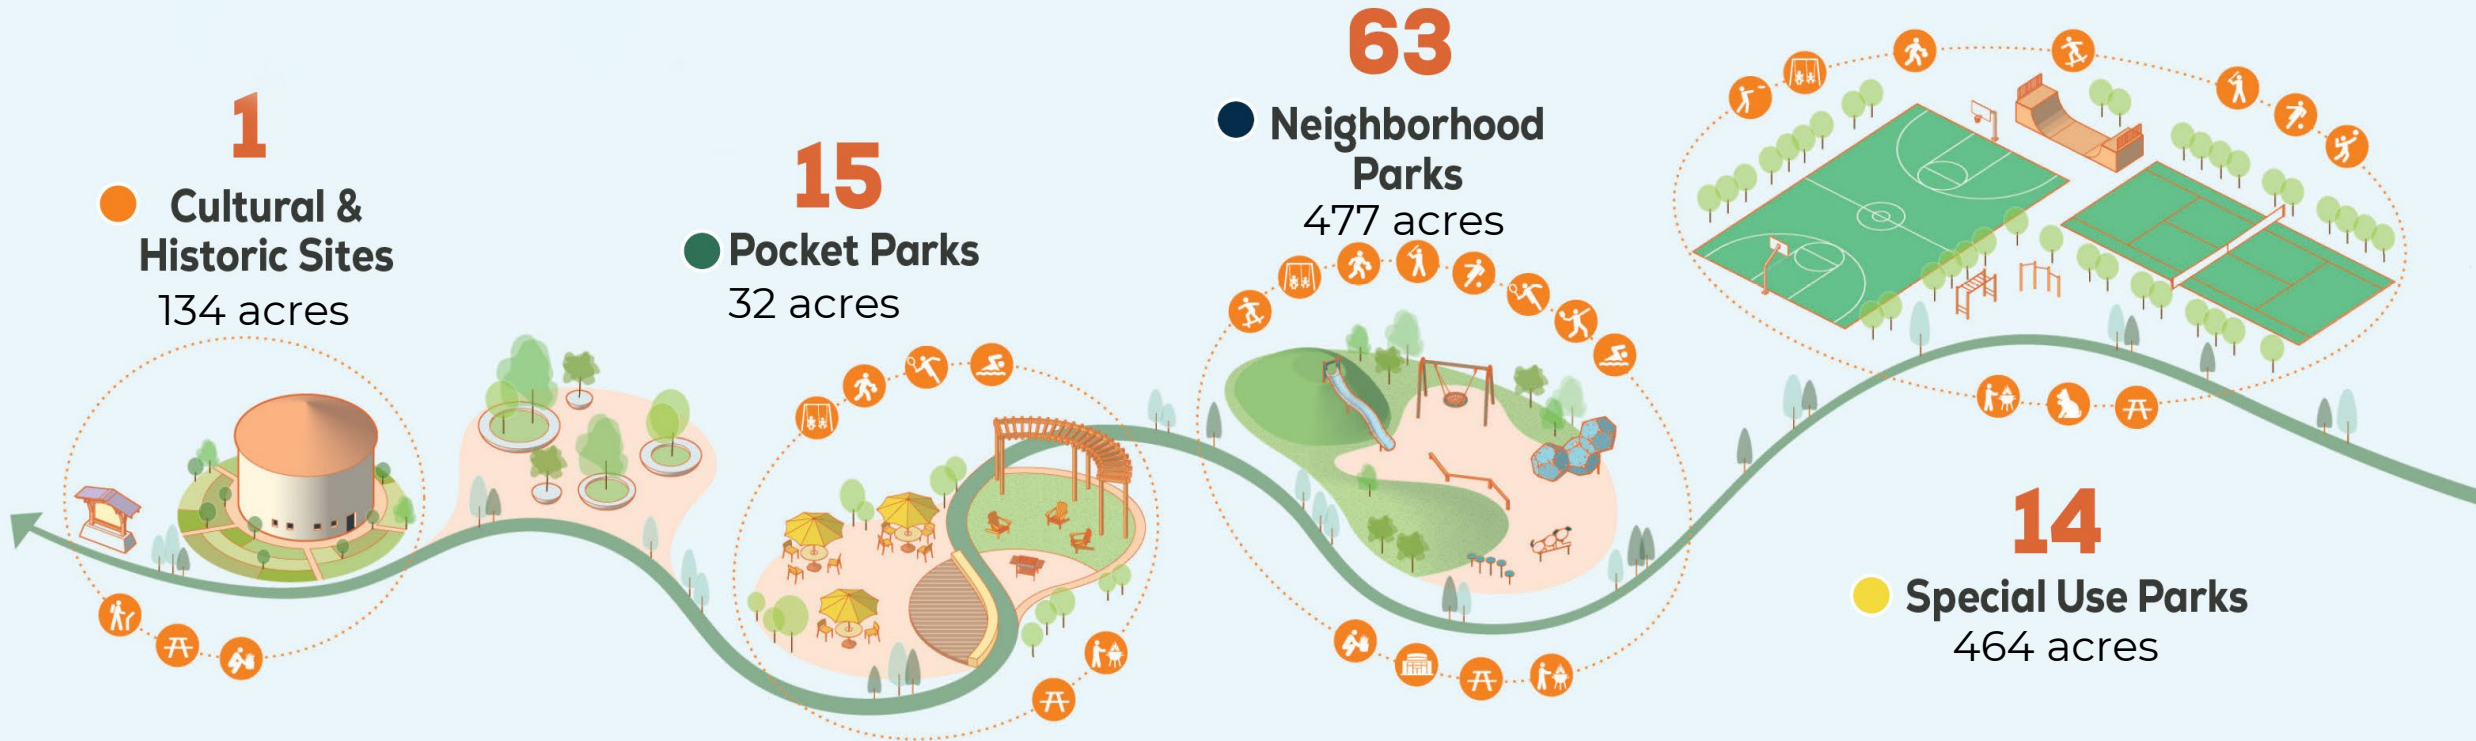 1
Cultural &
Historic Sites
134 acres
15
Pocket Parks
32 acres
63
Neighborhood
Parks
477 acres
14
Special Use Parks
464 acres